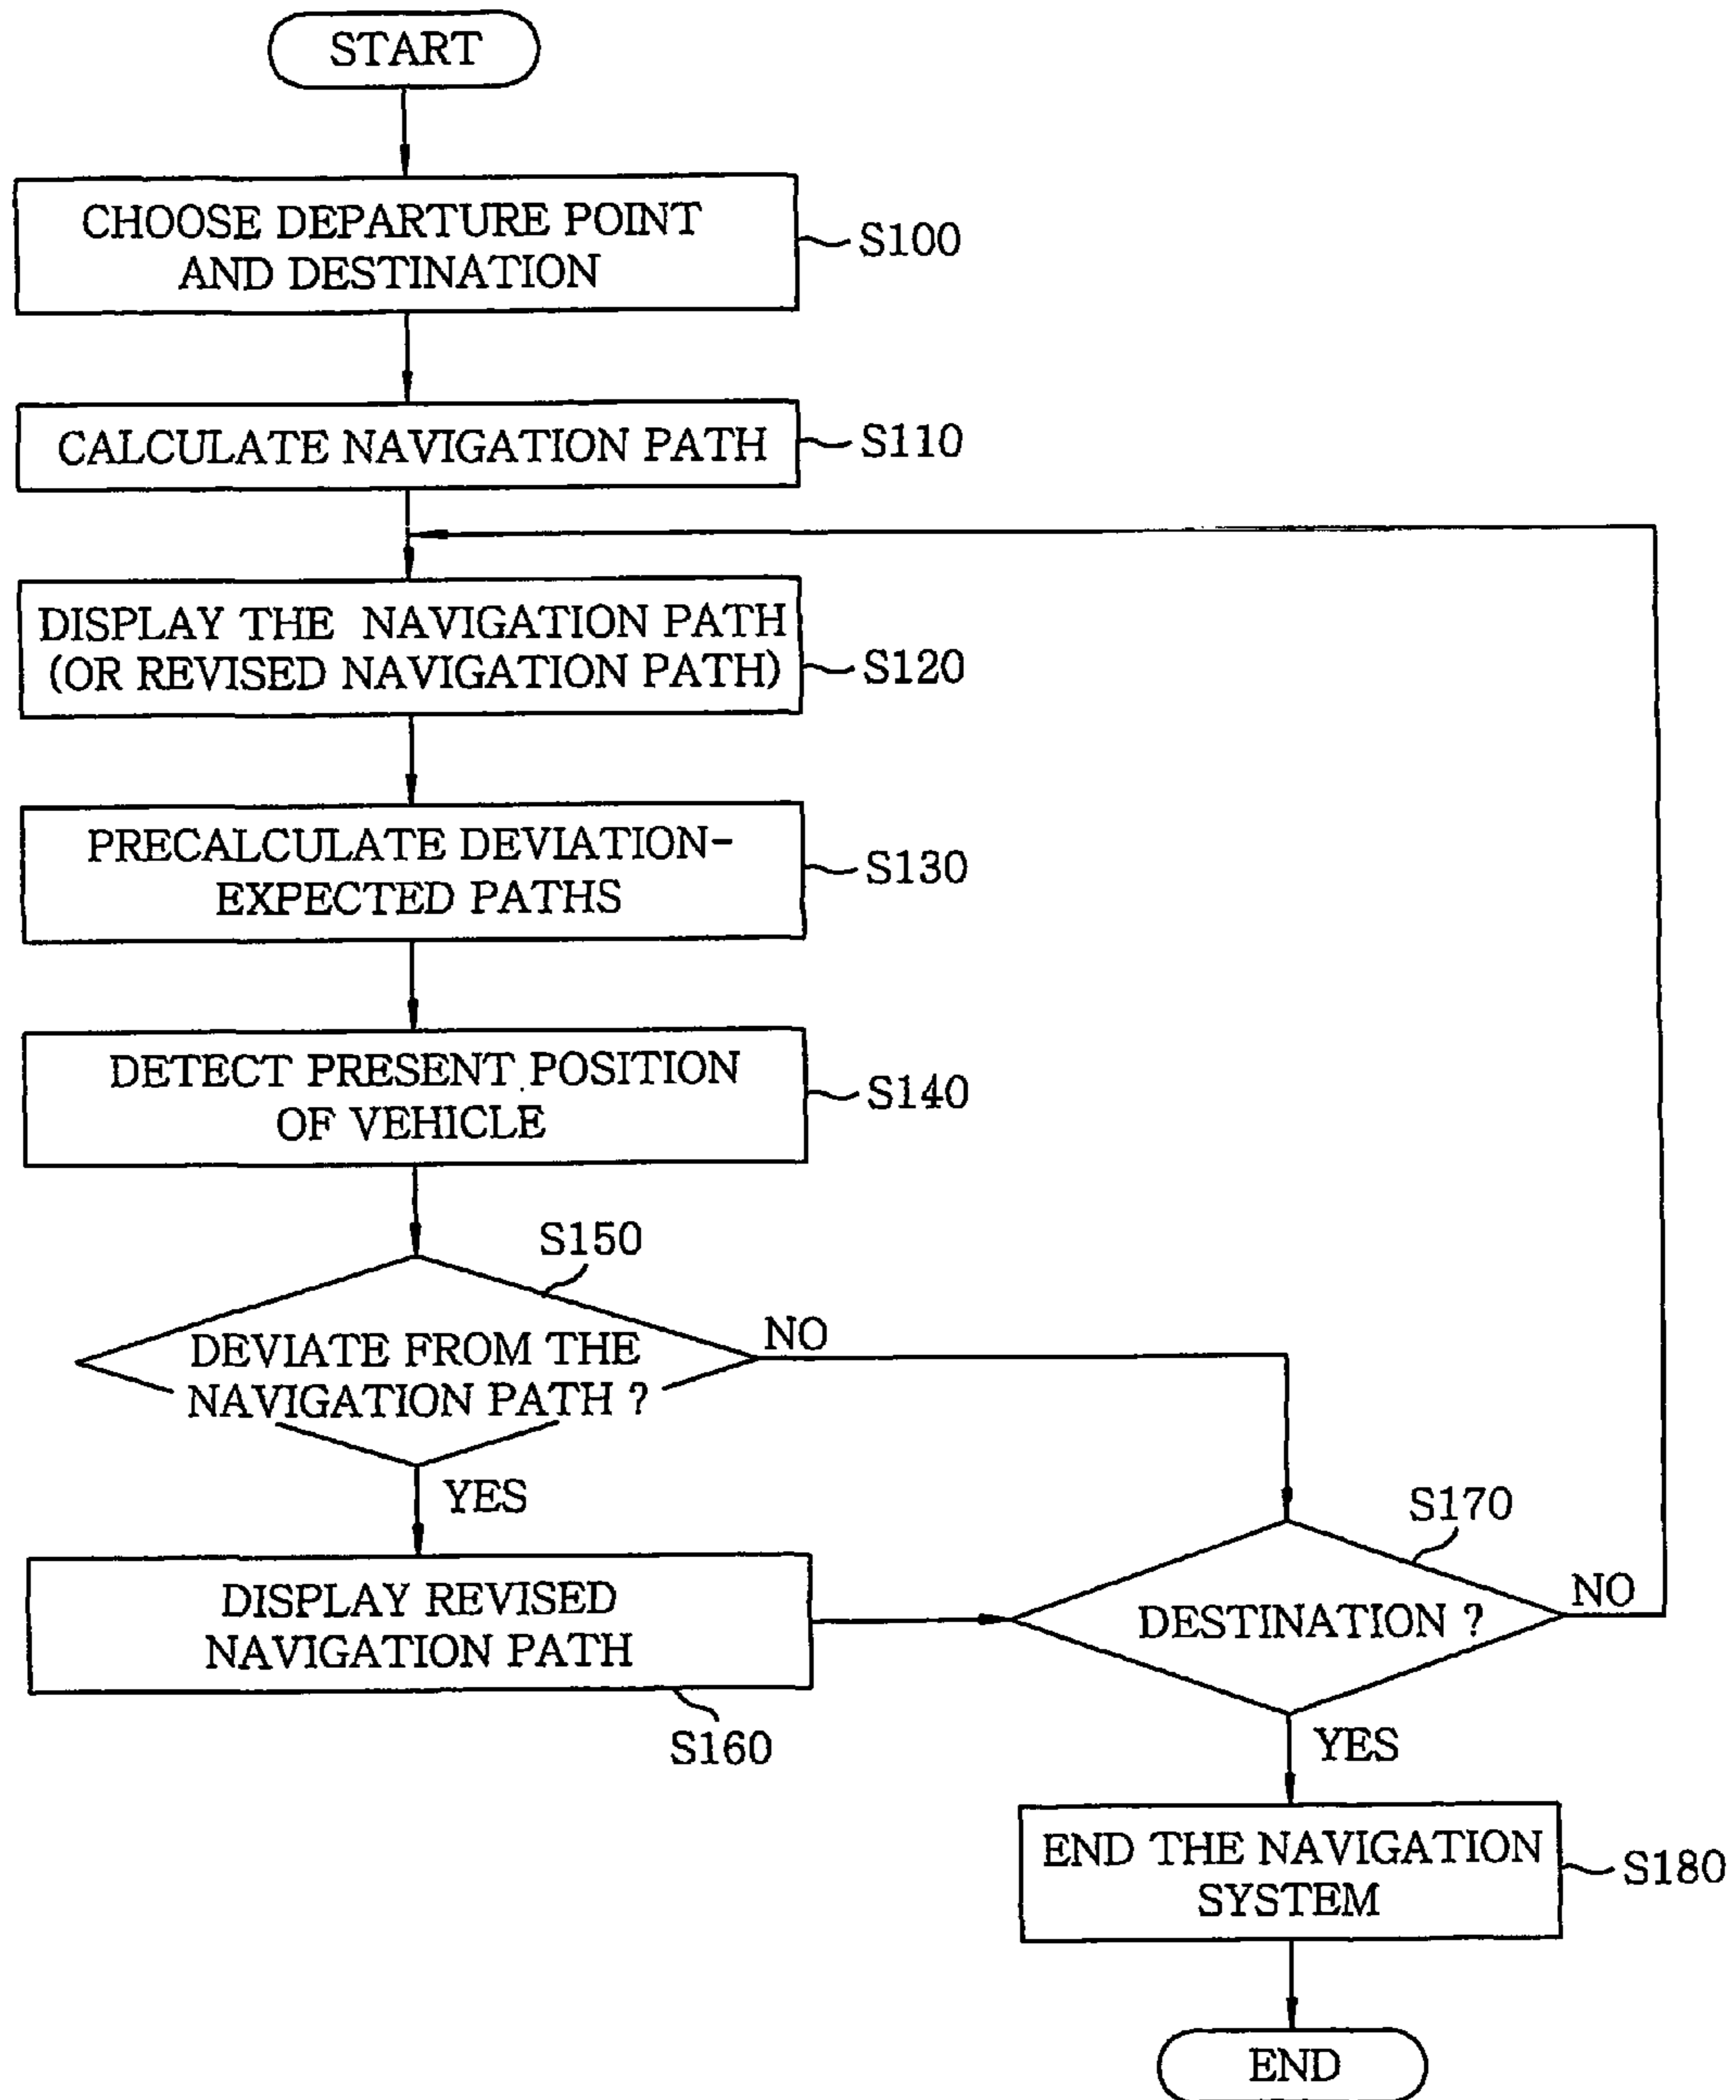 START
CHOOSE DEPARTURE POINT
AND DESTINATION
S100
CALCULATE NAVIGATION PATH
S110
DISPLAY THE NAVIGATION PATH
(OR REVISED NAVIGATION PATH)
S120
PRECALCULATE DEVIATION-
EXPECTED PATHS
S130
DETECT PRESENT POSITION
OF VEHICLE
S140
S150
DEVIATE FROM THE
NAVIGATION PATH ?
NO
YES
DISPLAY REVISED
NAVIGATION PATH
S160
S170
DESTINATION ?
NO
YES
END THE NAVIGATION
SYSTEM
S180
END